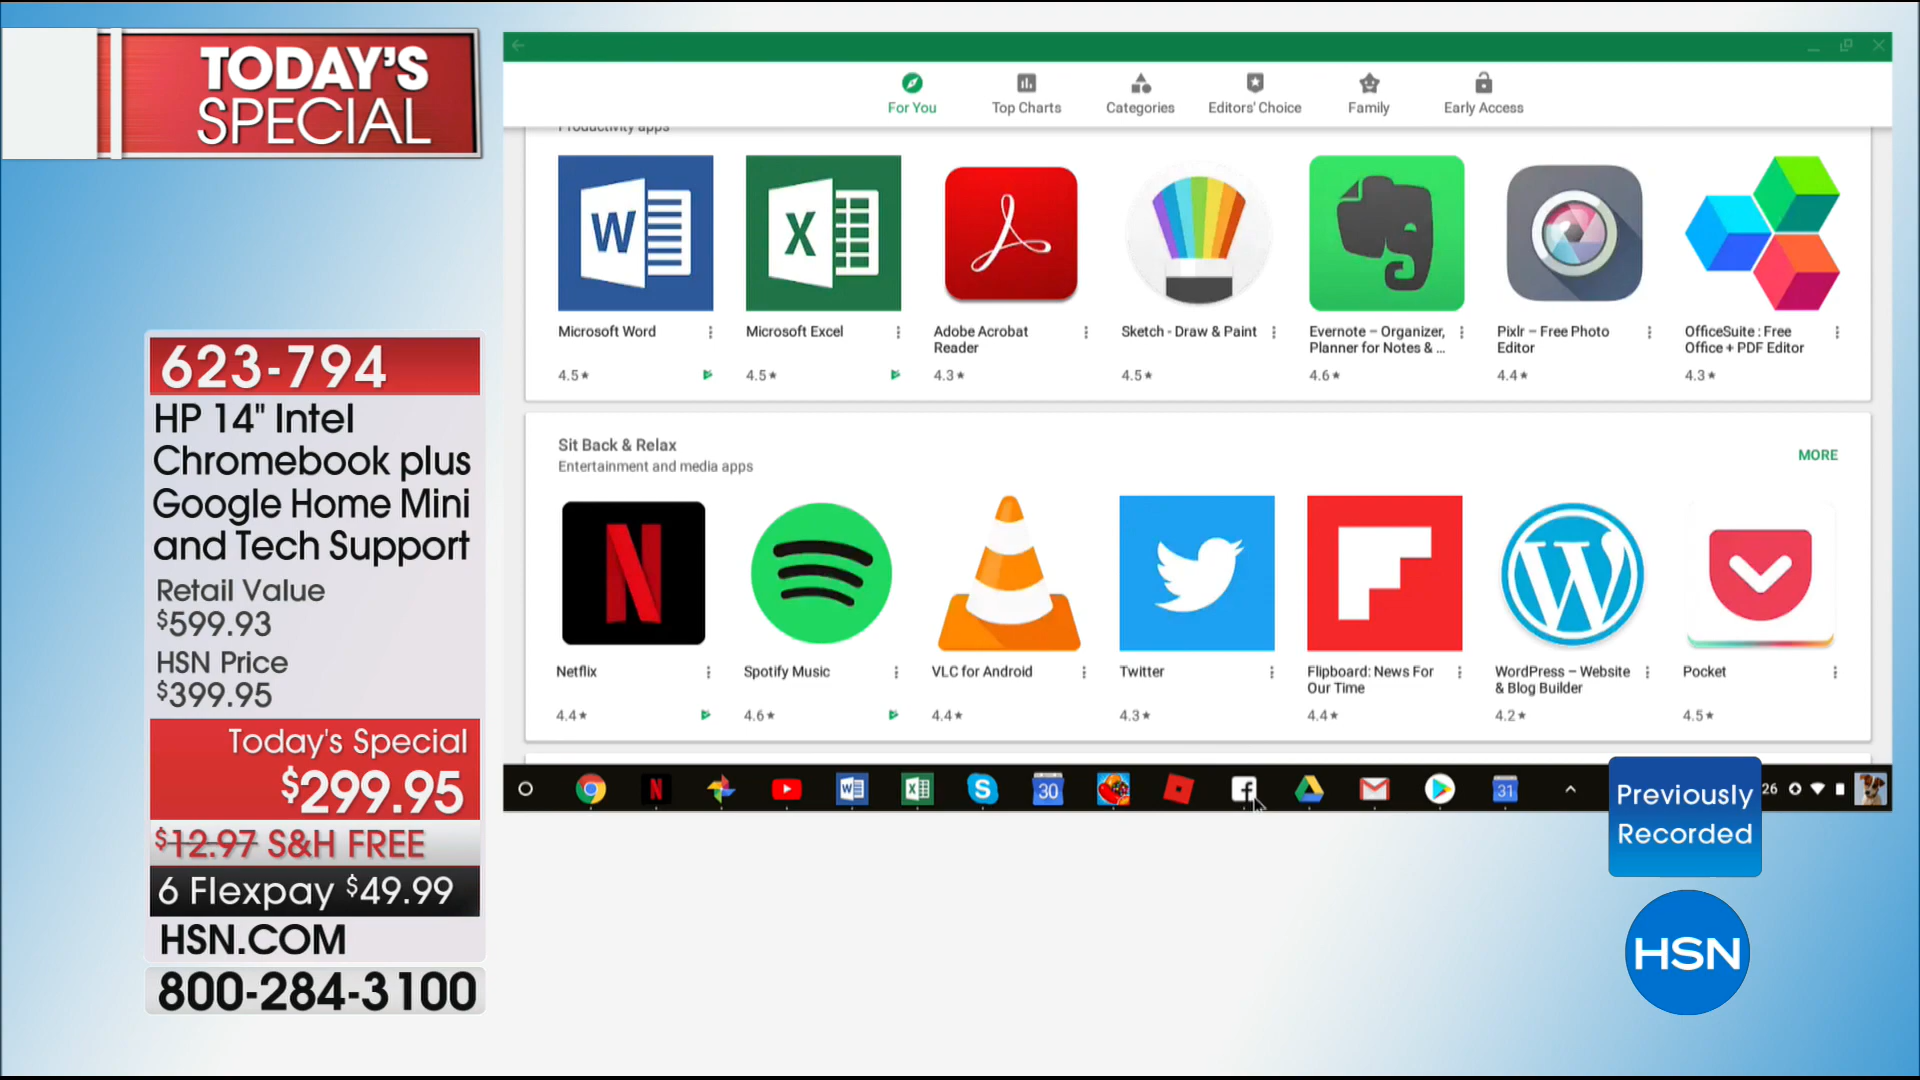 TODAY'S
SPECIAL
623-794
HP 14" Intel
Chromebook plus
Google Home Mini
and Tech Support
Retail Value
$599.93
HSN Price
$399.95
Today's Special
$299.95
$12.97 S&H FREE
6 Flexpay $49.99
HSN.COM
800-284-3100
For You
Top Charts
Categories
Editors' Choice
Family
Early Access
Productivity apps
W
X
Microsoft Word
Microsoft Excel
Adobe Acrobat
Reader
Sketch - Draw & Paint
Evernote – Organizer,
Planner for Notes & ...
Pixlr – Free Photo
Editor
OfficeSuite : Free
Office + PDF Editor
4.5★
4.5★
4.3★
4.5★
4.6★
4.4★
4.3★
Sit Back & Relax
Entertainment and media apps
MORE
N
W
Netflix
Spotify Music
VLC for Android
Twitter
Flipboard: News For
Our Time
WordPress – Website
& Blog Builder
Pocket
4.4★
4.6★
4.4★
4.3★
4.4★
4.2★
4.5★
N
W
X
S
30
f
31
26
Previously
Recorded
HSN